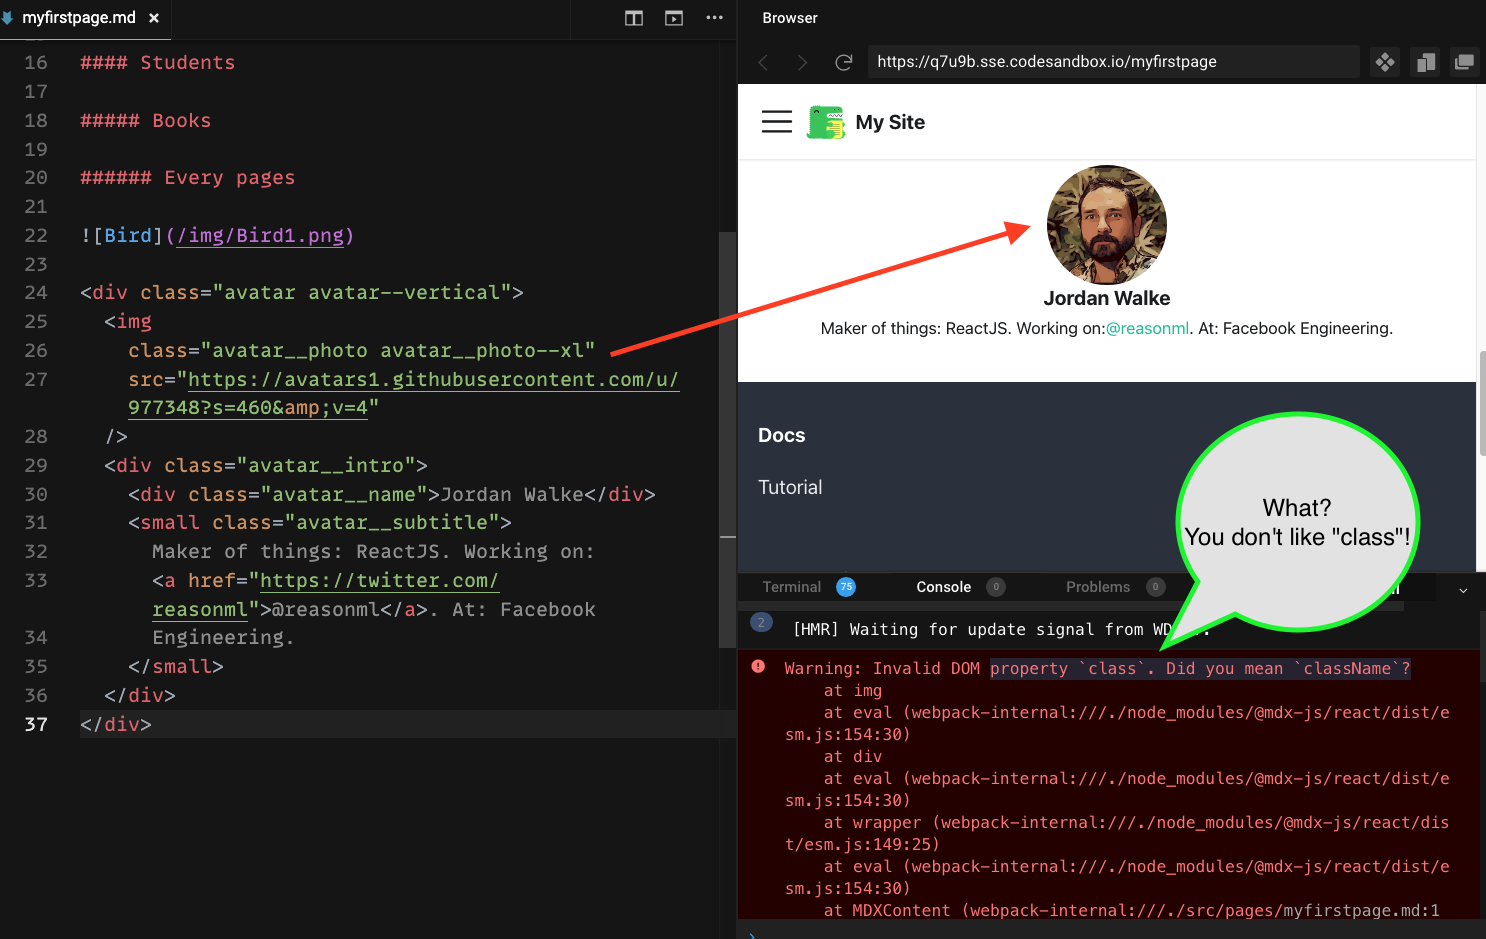 myfirstpage.md ×
16 #### Students
17
18 ##### Books
19
20 ###### Every pages
21
22 ![Bird](/img/Bird1.png)
23
24 <div class="avatar avatar--vertical">
25 <img
26 class="avatar__photo avatar__photo--xl"
27 src="https://avatars1.githubusercontent.com/u/
977348?s=460&amp;v=4"
28 />
29 <div class="avatar__intro">
30 <div class="avatar__name">Jordan Walke</div>
31 <small class="avatar__subtitle">
32 Maker of things: ReactJS. Working on:
33 <a href="https://twitter.com/
reasonml">@reasonml</a>. At: Facebook
34 Engineering.
35 </small>
36 </div>
37 </div>
Browser
https://q7u9b.sse.codesandbox.io/myfirstpage
My Site
Jordan Walke
Maker of things: ReactJS. Working on:@reasonml. At: Facebook Engineering.
Docs
Tutorial
What?
You don't like "class"!
Terminal 75 Console 0 Problems 0
2 [HMR] Waiting for update signal from
Warning: Invalid DOM property `class`. Did you mean `className`?
at img
at eval (webpack-internal:///./node_modules/@mdx-js/react/dist/e
sm.js:154:30)
at div
at eval (webpack-internal:///./node_modules/@mdx-js/react/dist/e
sm.js:154:30)
at wrapper (webpack-internal:///./node_modules/@mdx-js/react/dis
t/esm.js:149:25)
at eval (webpack-internal:///./node_modules/@mdx-js/react/dist/e
sm.js:154:30)
at MDXContent (webpack-internal:///./src/pages/myfirstpage.md:1